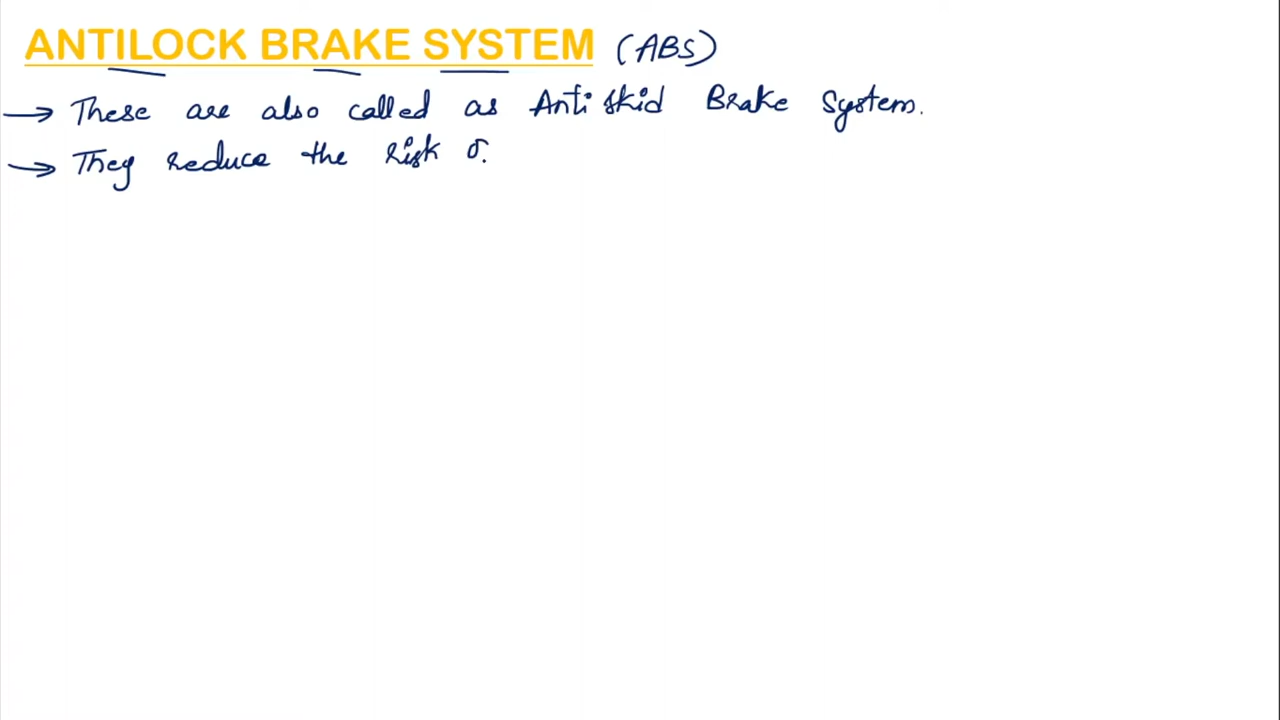 ANTILOCK BRAKE SYSTEM (ABS)
→ These are also called as Anti skid Brake System.
→ They reduce the risk o